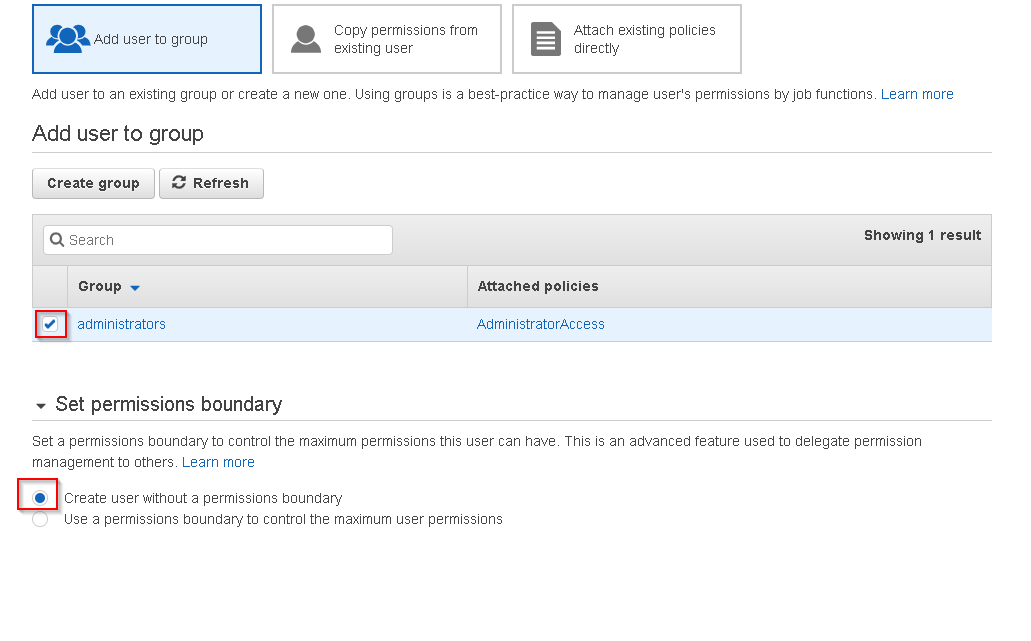 Add user to group
Copy permissions from
existing user
Attach existing policies
directly
Add user to an existing group or create a new one. Using groups is a best-practice way to manage user's permissions by job functions. Learn more
Add user to group
Create group
Refresh
Search
Showing 1 result
Group
Attached policies
administrators
AdministratorAccess
Set permissions boundary
Set a permissions boundary to control the maximum permissions this user can have. This is an advanced feature used to delegate permission
management to others. Learn more
Create user without a permissions boundary
Use a permissions boundary to control the maximum user permissions